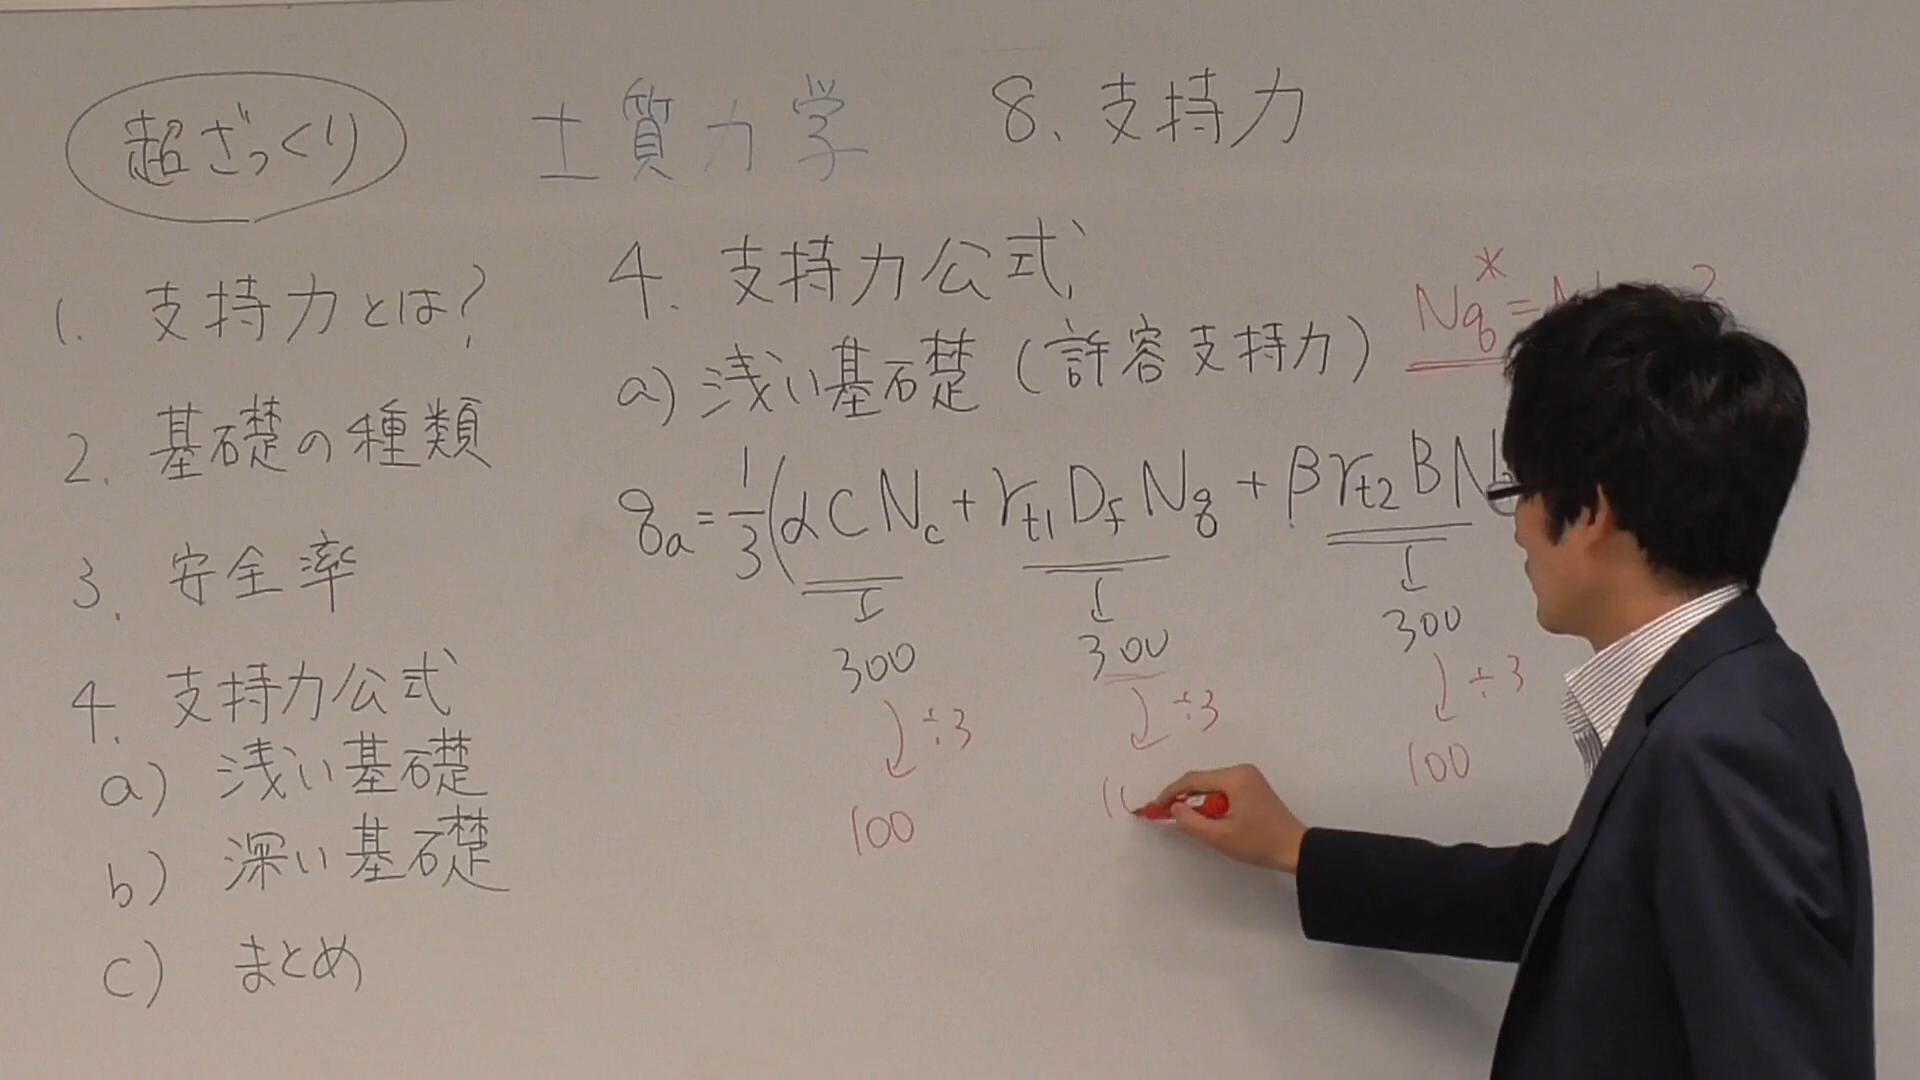 超ざっくり 土質力学 8、支持力
1. 支持力とは?
2. 基礎の種類
3. 安全率
4. 支持力公式
a) 浅い基礎
b) 深い基礎
c) まとめ
4. 支持力公式
a) 浅い基礎 (許容支持力)
Nq* =
qa = 1/3 (αCNc + γt1 Df Nq + βγt2 BN
300 300 300
÷3 ÷3 ÷3
100 100